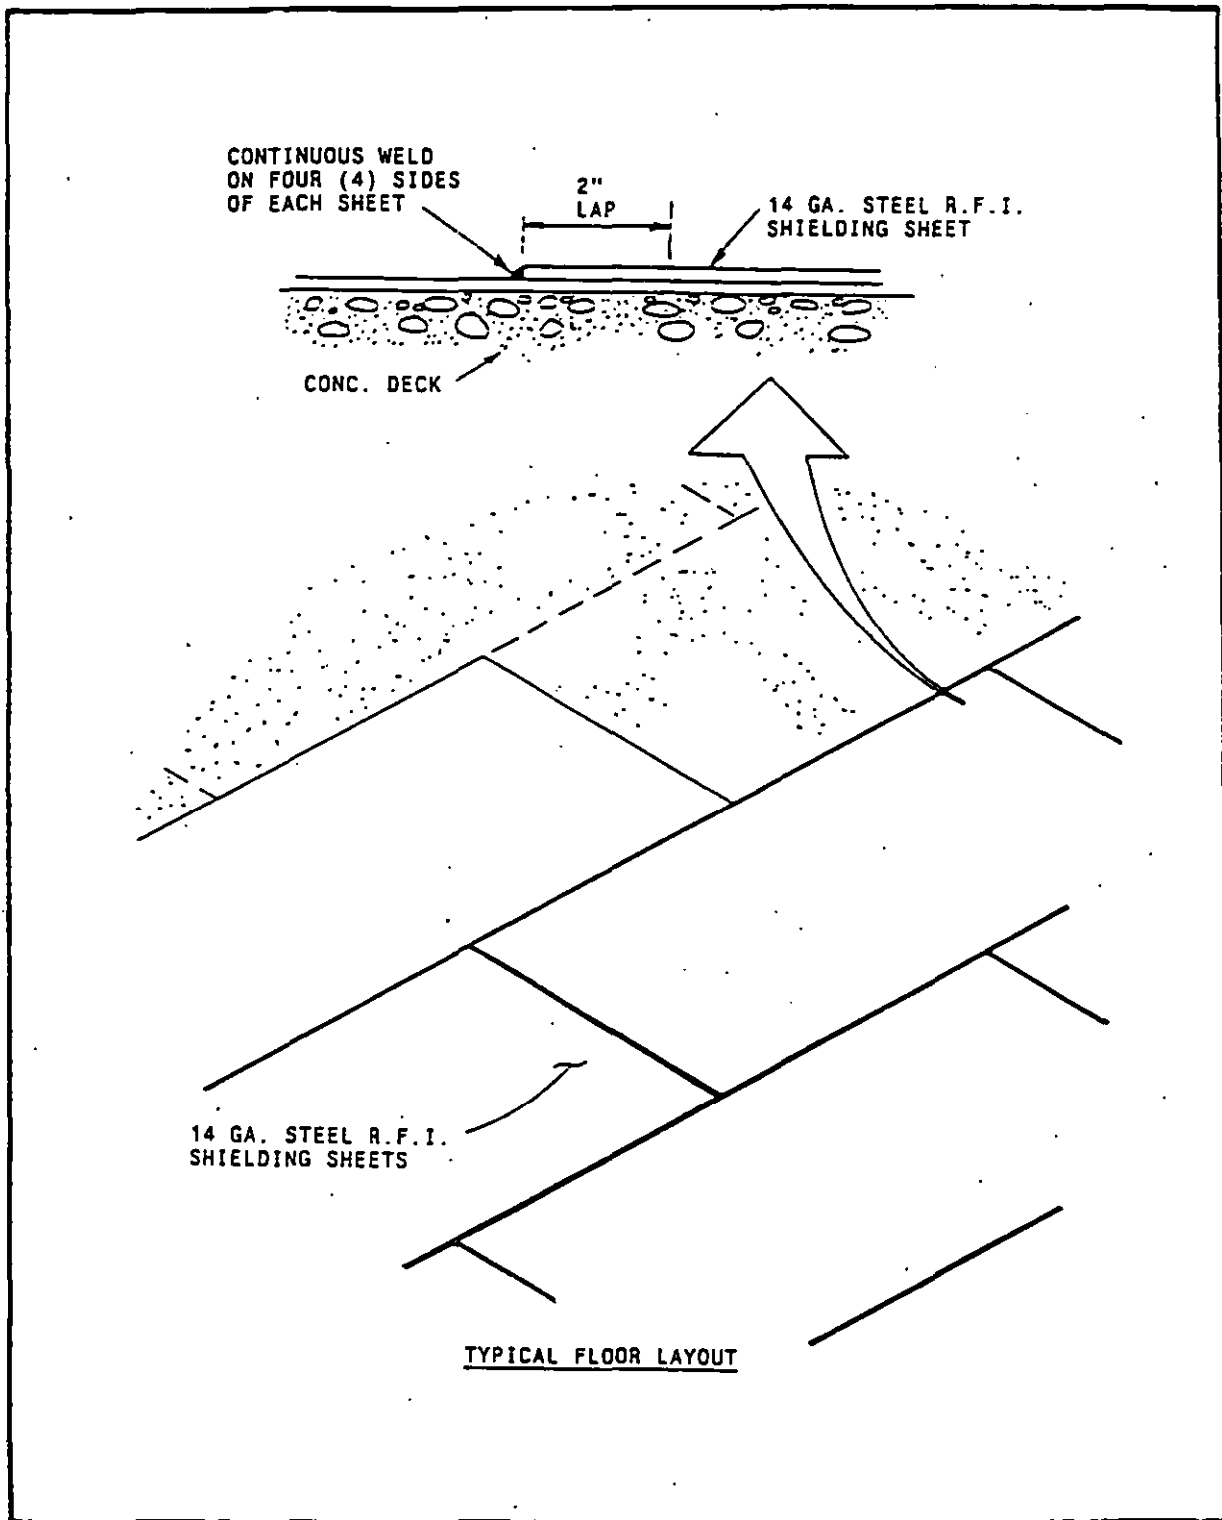 CONTINUOUS WELD
ON FOUR (4) SIDES
OF EACH SHEET
2"
LAP
14 GA. STEEL R.F.I.
SHIELDING SHEET
CONC. DECK
14 GA. STEEL R.F.I.
SHIELDING SHEETS
TYPICAL FLOOR LAYOUT